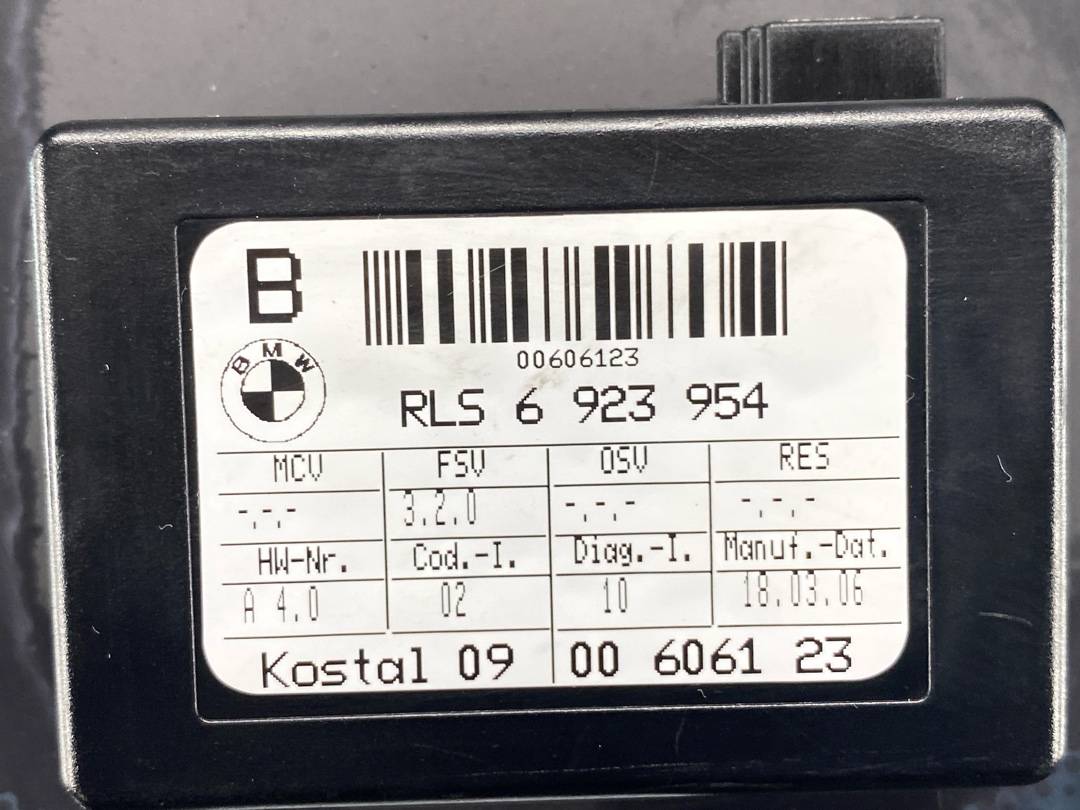 B
00606123
BMW
RLS 6 923 954
MCV FSV OSV RES
-.-.- 3.2.0 -.-.- -.-.-
HW-Nr. Cod.-I. Diag.-I. Manuf.-Dat.
A 4.0 02 10 18.03.06
Kostal 09 00 6061 23